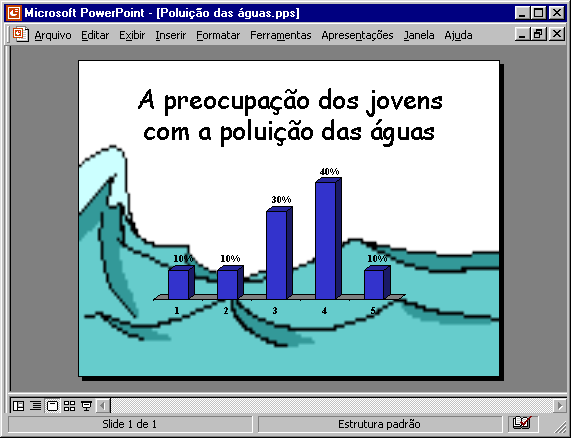 Microsoft PowerPoint - [Poluição das águas.pps]
Arquivo Editar Exibir Inserir Formatar Ferramentas Apresentações Janela Ajuda
A preocupação dos jovens
com a poluição das águas
40%
30%
10% 10% 10%
1 2 3 4 5
Slide 1 de 1 Estrutura padrão